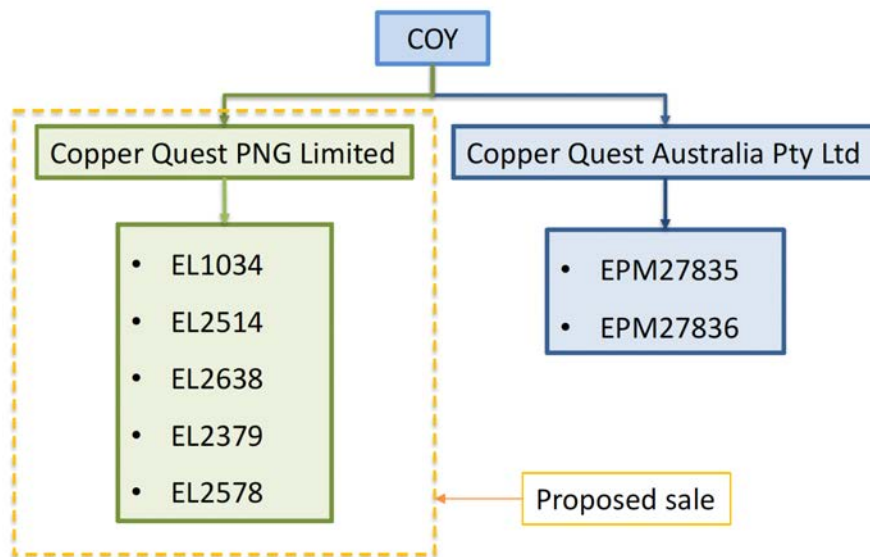 COY
Copper Quest PNG Limited
Copper Quest Australia Pty Ltd
• EL1034
• EL2514
• EL2638
• EL2379
• EL2578
• EPM27835
• EPM27836
Proposed sale